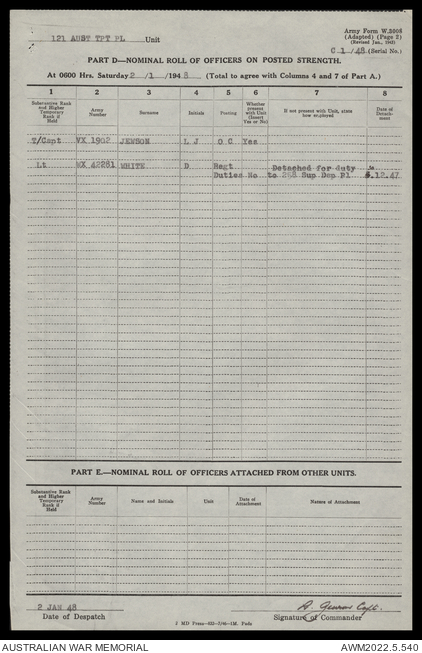 Army Form W.3008
(Adapted) (Page 2)
(Revised Jan., 1943)
121 AUST TPT PL Unit
C 1/48 (Serial No.)
PART D—NOMINAL ROLL OF OFFICERS ON POSTED STRENGTH.
At 0600 Hrs. Saturday 2/1/1948 (Total to agree with Columns 4 and 7 of Part A.)
1 2 3 4 5 6 7 8
Substantive Rank and Higher Temporary Rank if Held
Army Number
Surname
Initials
Posting
Whether present with Unit (Insert Yes or No)
If not present with Unit, state how employed
Date of Detach-ment
T/Capt VX 1902 JEWSON L J O C Yes
Lt WX 42281 WHITE D Regt Detached for duty
Duties No to 268 Sup Dep Pl .12.47
PART E.—NOMINAL ROLL OF OFFICERS ATTACHED FROM OTHER UNITS.
Substantive Rank and Higher Temporary Rank if Held
Army Number
Name and Initials
Unit
Date of Attachment
Nature of Attachment
2 JAN 48
Capt.
Date of Despatch
Signature of Commander
AUSTRALIAN WAR MEMORIAL
AWM2022.5.540